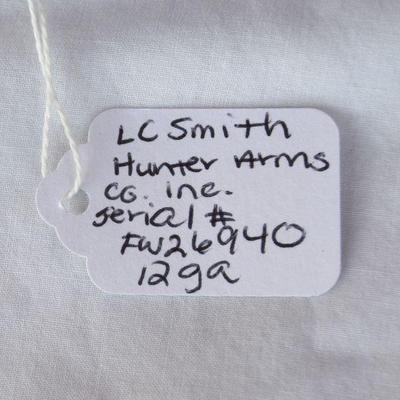 LC Smith
Hunter Arms
Co. inc.
serial #
FW26940
12ga